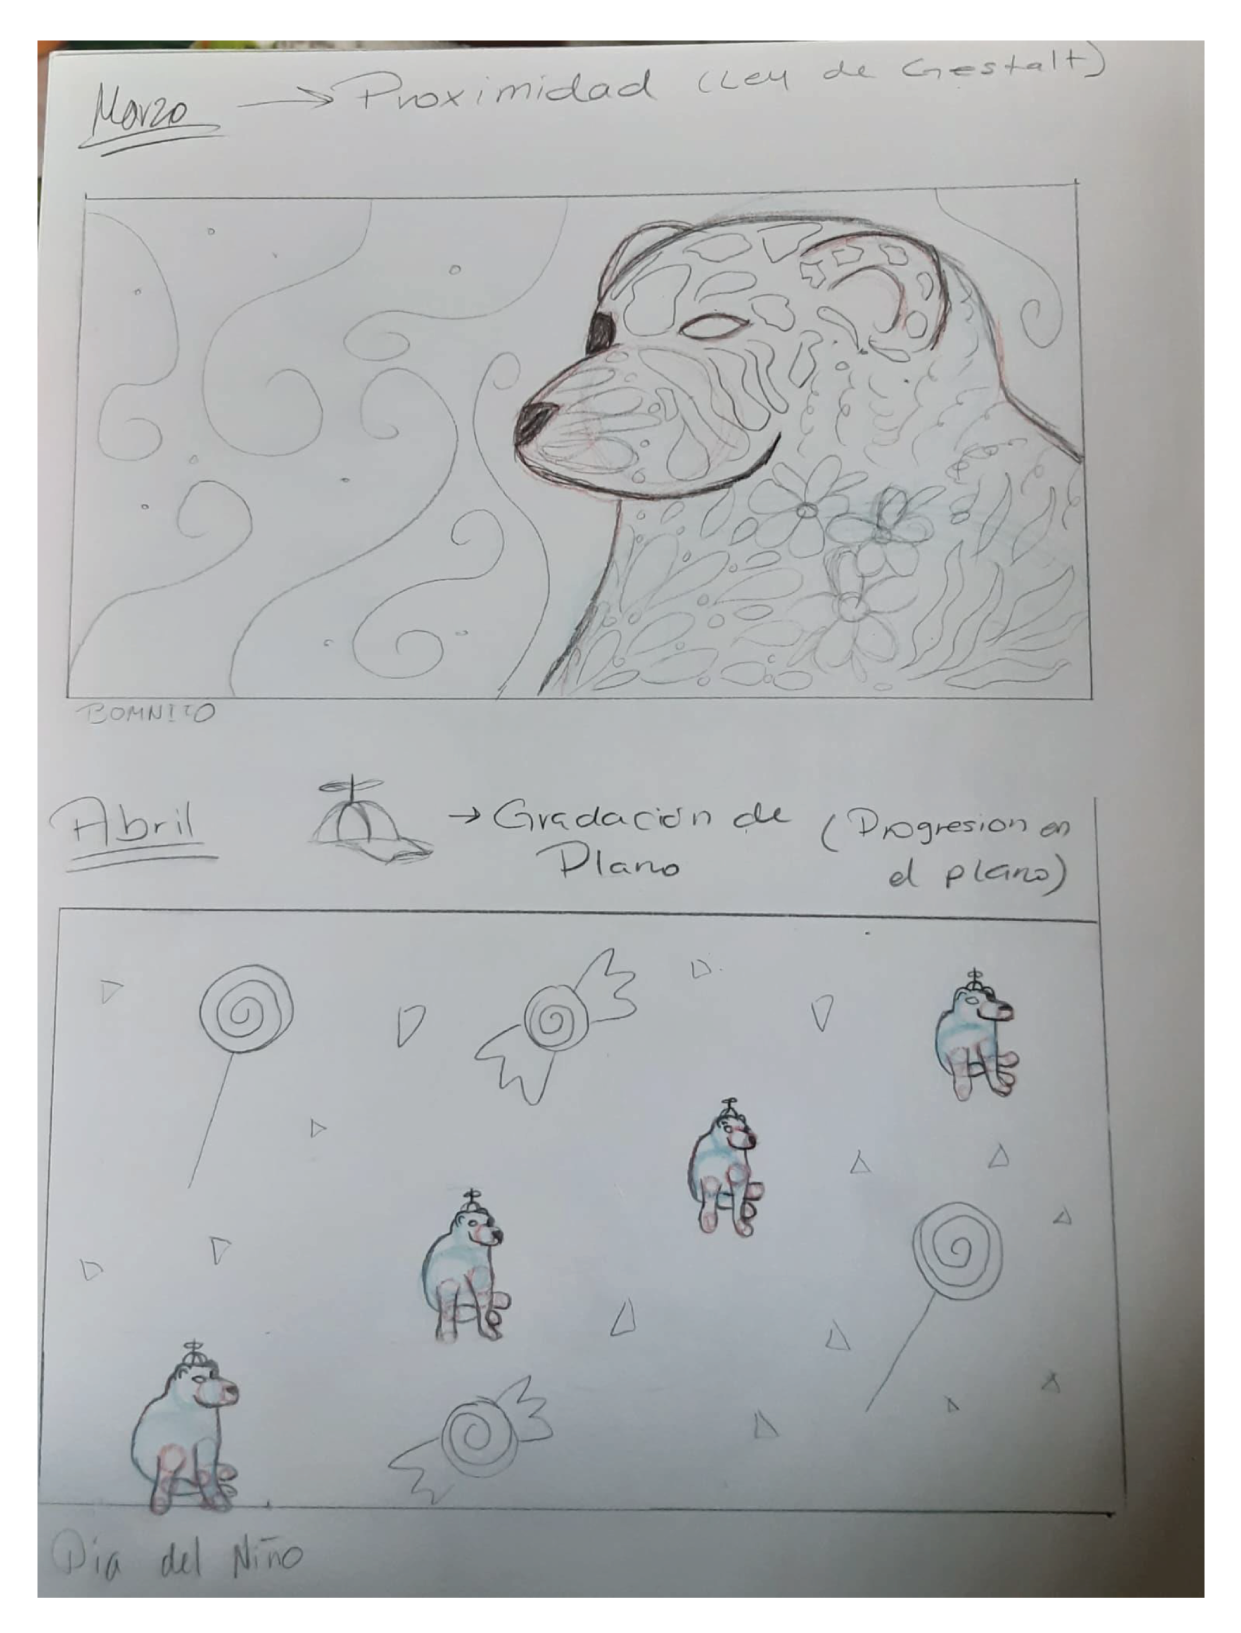 Marzo → Proximidad (Ley de Gestalt)
BOMNITO
Abril → Gradación de (Progresion en
Plano el plano)
Dia del Niño